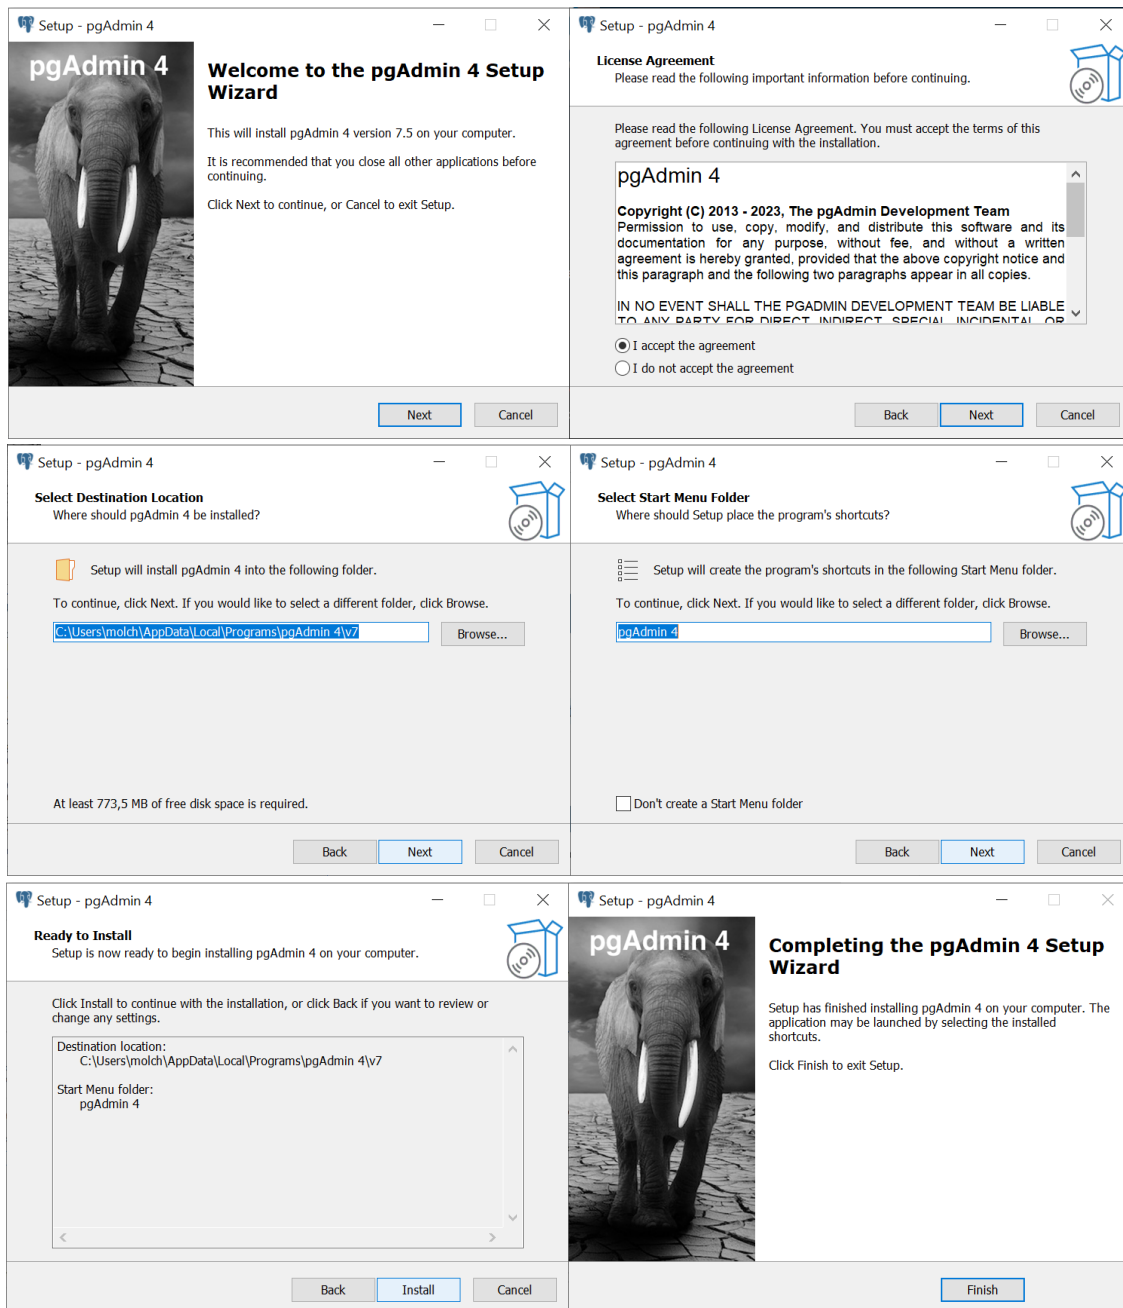 Setup - pgAdmin 4
pgAdmin 4
Welcome to the pgAdmin 4 Setup
Wizard
This will install pgAdmin 4 version 7.5 on your computer.
It is recommended that you close all other applications before
continuing.
Click Next to continue, or Cancel to exit Setup.
Next
Cancel
Setup - pgAdmin 4
License Agreement
Please read the following important information before continuing.
Please read the following License Agreement. You must accept the terms of this
agreement before continuing with the installation.
pgAdmin 4
Copyright (C) 2013 - 2023, The pgAdmin Development Team
Permission to use, copy, modify, and distribute this software and its
documentation for any purpose, without fee, and without a written
agreement is hereby granted, provided that the above copyright notice and
this paragraph and the following two paragraphs appear in all copies.
IN NO EVENT SHALL THE PGADMIN DEVELOPMENT TEAM BE LIABLE
TO ANY PARTY FOR DIRECT, INDIRECT, SPECIAL, INCIDENTAL, OR
I accept the agreement
I do not accept the agreement
Back
Next
Cancel
Setup - pgAdmin 4
Select Destination Location
Where should pgAdmin 4 be installed?
Setup will install pgAdmin 4 into the following folder.
To continue, click Next. If you would like to select a different folder, click Browse.
C:\Users\molch\AppData\Local\Programs\pgAdmin 4\v7
Browse...
At least 773,5 MB of free disk space is required.
Back
Next
Cancel
Setup - pgAdmin 4
Select Start Menu Folder
Where should Setup place the program's shortcuts?
Setup will create the program's shortcuts in the following Start Menu folder.
To continue, click Next. If you would like to select a different folder, click Browse.
pgAdmin 4
Browse...
Don't create a Start Menu folder
Back
Next
Cancel
Setup - pgAdmin 4
Ready to Install
Setup is now ready to begin installing pgAdmin 4 on your computer.
Click Install to continue with the installation, or click Back if you want to review or
change any settings.
Destination location:
C:\Users\molch\AppData\Local\Programs\pgAdmin 4\v7
Start Menu folder:
pgAdmin 4
Back
Install
Cancel
Setup - pgAdmin 4
pgAdmin 4
Completing the pgAdmin 4 Setup
Wizard
Setup has finished installing pgAdmin 4 on your computer. The
application may be launched by selecting the installed
shortcuts.
Click Finish to exit Setup.
Finish